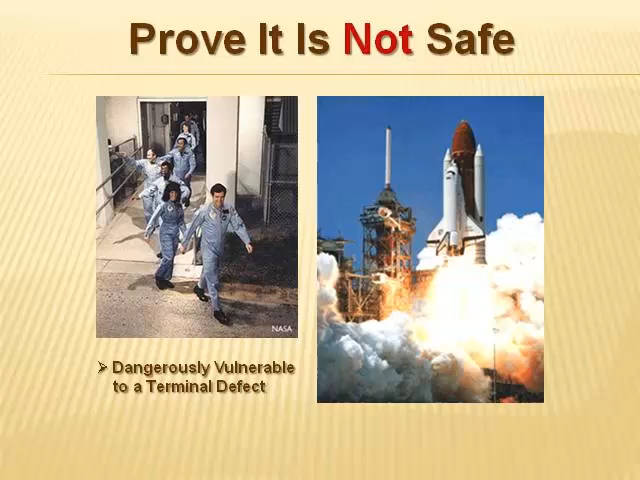 Prove It Is Not Safe
NASA
➢ Dangerously Vulnerable
to a Terminal Defect